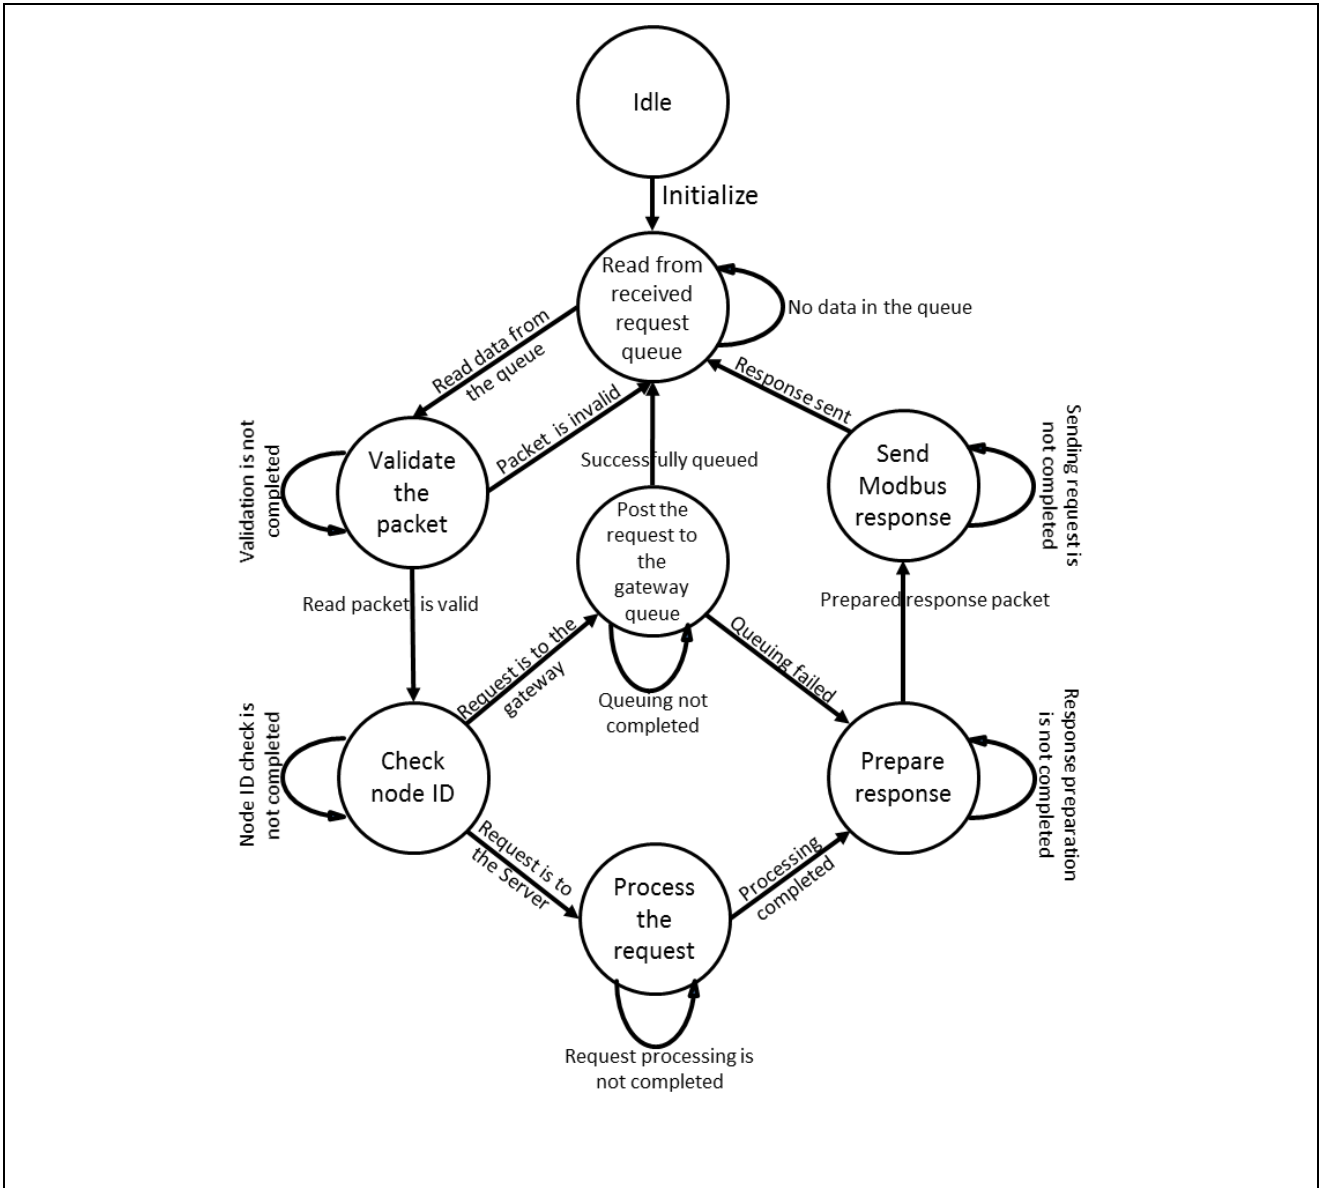 Idle
Initialize
Read from
received
request
queue
No data in the queue
Read data from
the queue
Packet is invalid
Response sent
Successfully queued
Validation is not
completed
Validate
the
packet
Post the
request to
the
gateway
queue
Send
Modbus
response
Sending request is
not completed
Read packet is valid
Prepared response packet
Request is to the
gateway
Queuing failed
Queuing not
completed
Node ID check is
not completed
Check
node ID
Prepare
response
Response preparation
is not completed
Request is to
the Server
Process
the
request
Processing
completed
Request processing is
not completed